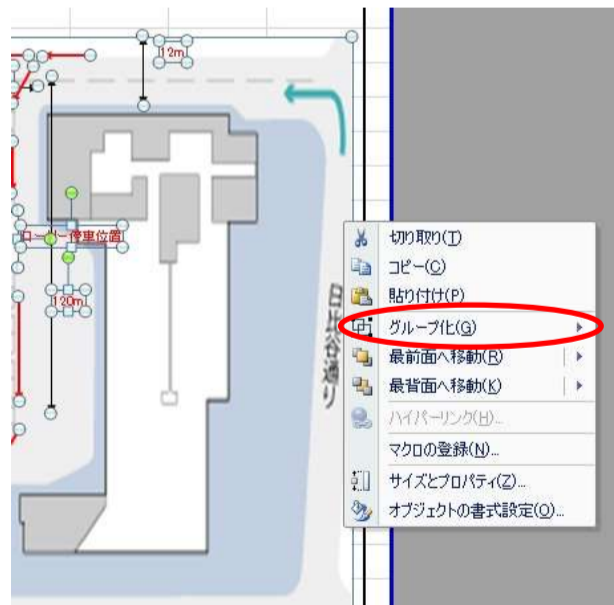 12m
ローリー停車位置
120m
日比谷通り
切り取り(T)
コピー(C)
貼り付け(P)
グループ化(G)
最前面へ移動(R)
最背面へ移動(K)
ハイパーリンク(H)...
マクロの登録(N)...
サイズとプロパティ(Z)...
オブジェクトの書式設定(O)...